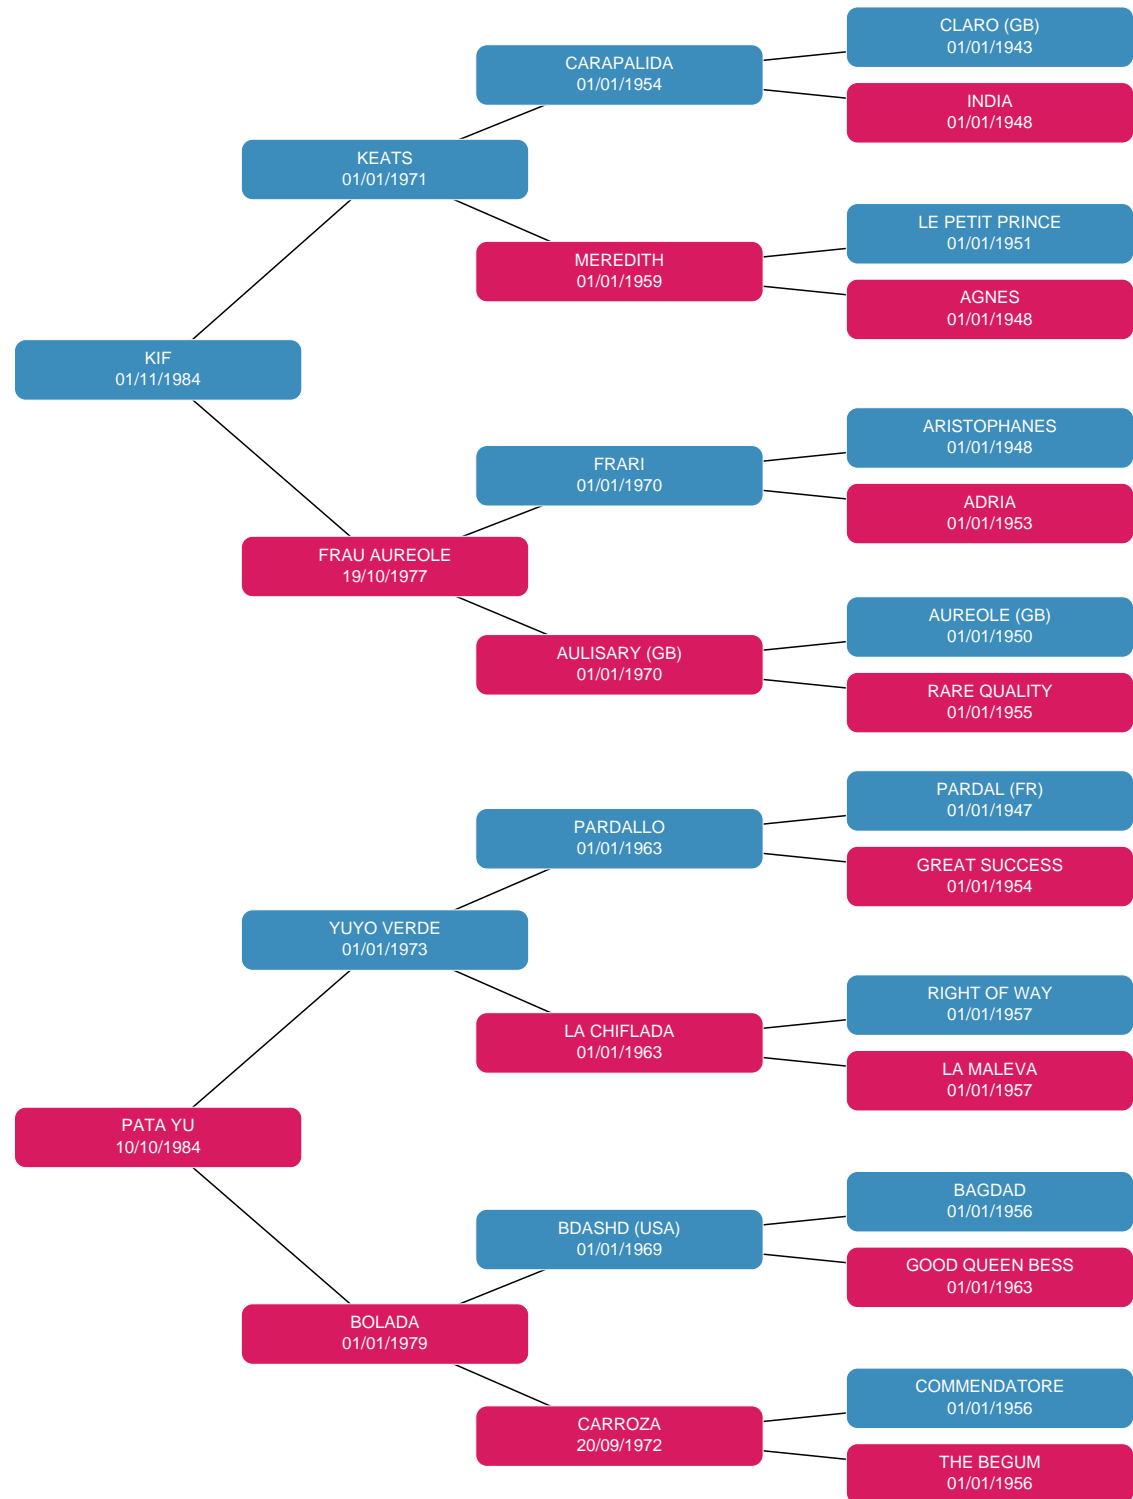 CLARO (GB)
01/01/1943
CARAPALIDA
01/01/1954
INDIA
01/01/1948
KEATS
01/01/1971
LE PETIT PRINCE
01/01/1951
MEREDITH
01/01/1959
AGNES
01/01/1948
KIF
01/11/1984
ARISTOPHANES
01/01/1948
FRARI
01/01/1970
ADRIA
01/01/1953
FRAU AUREOLE
19/10/1977
AUREOLE (GB)
01/01/1950
AULISARY (GB)
01/01/1970
RARE QUALITY
01/01/1955
PARDAL (FR)
01/01/1947
PARDALLO
01/01/1963
GREAT SUCCESS
01/01/1954
YUYO VERDE
01/01/1973
RIGHT OF WAY
01/01/1957
LA CHIFLADA
01/01/1963
LA MALEVA
01/01/1957
PATA YU
10/10/1984
BAGDAD
01/01/1956
BDASHD (USA)
01/01/1969
GOOD QUEEN BESS
01/01/1963
BOLADA
01/01/1979
COMMENDATORE
01/01/1956
CARROZA
20/09/1972
THE BEGUM
01/01/1956